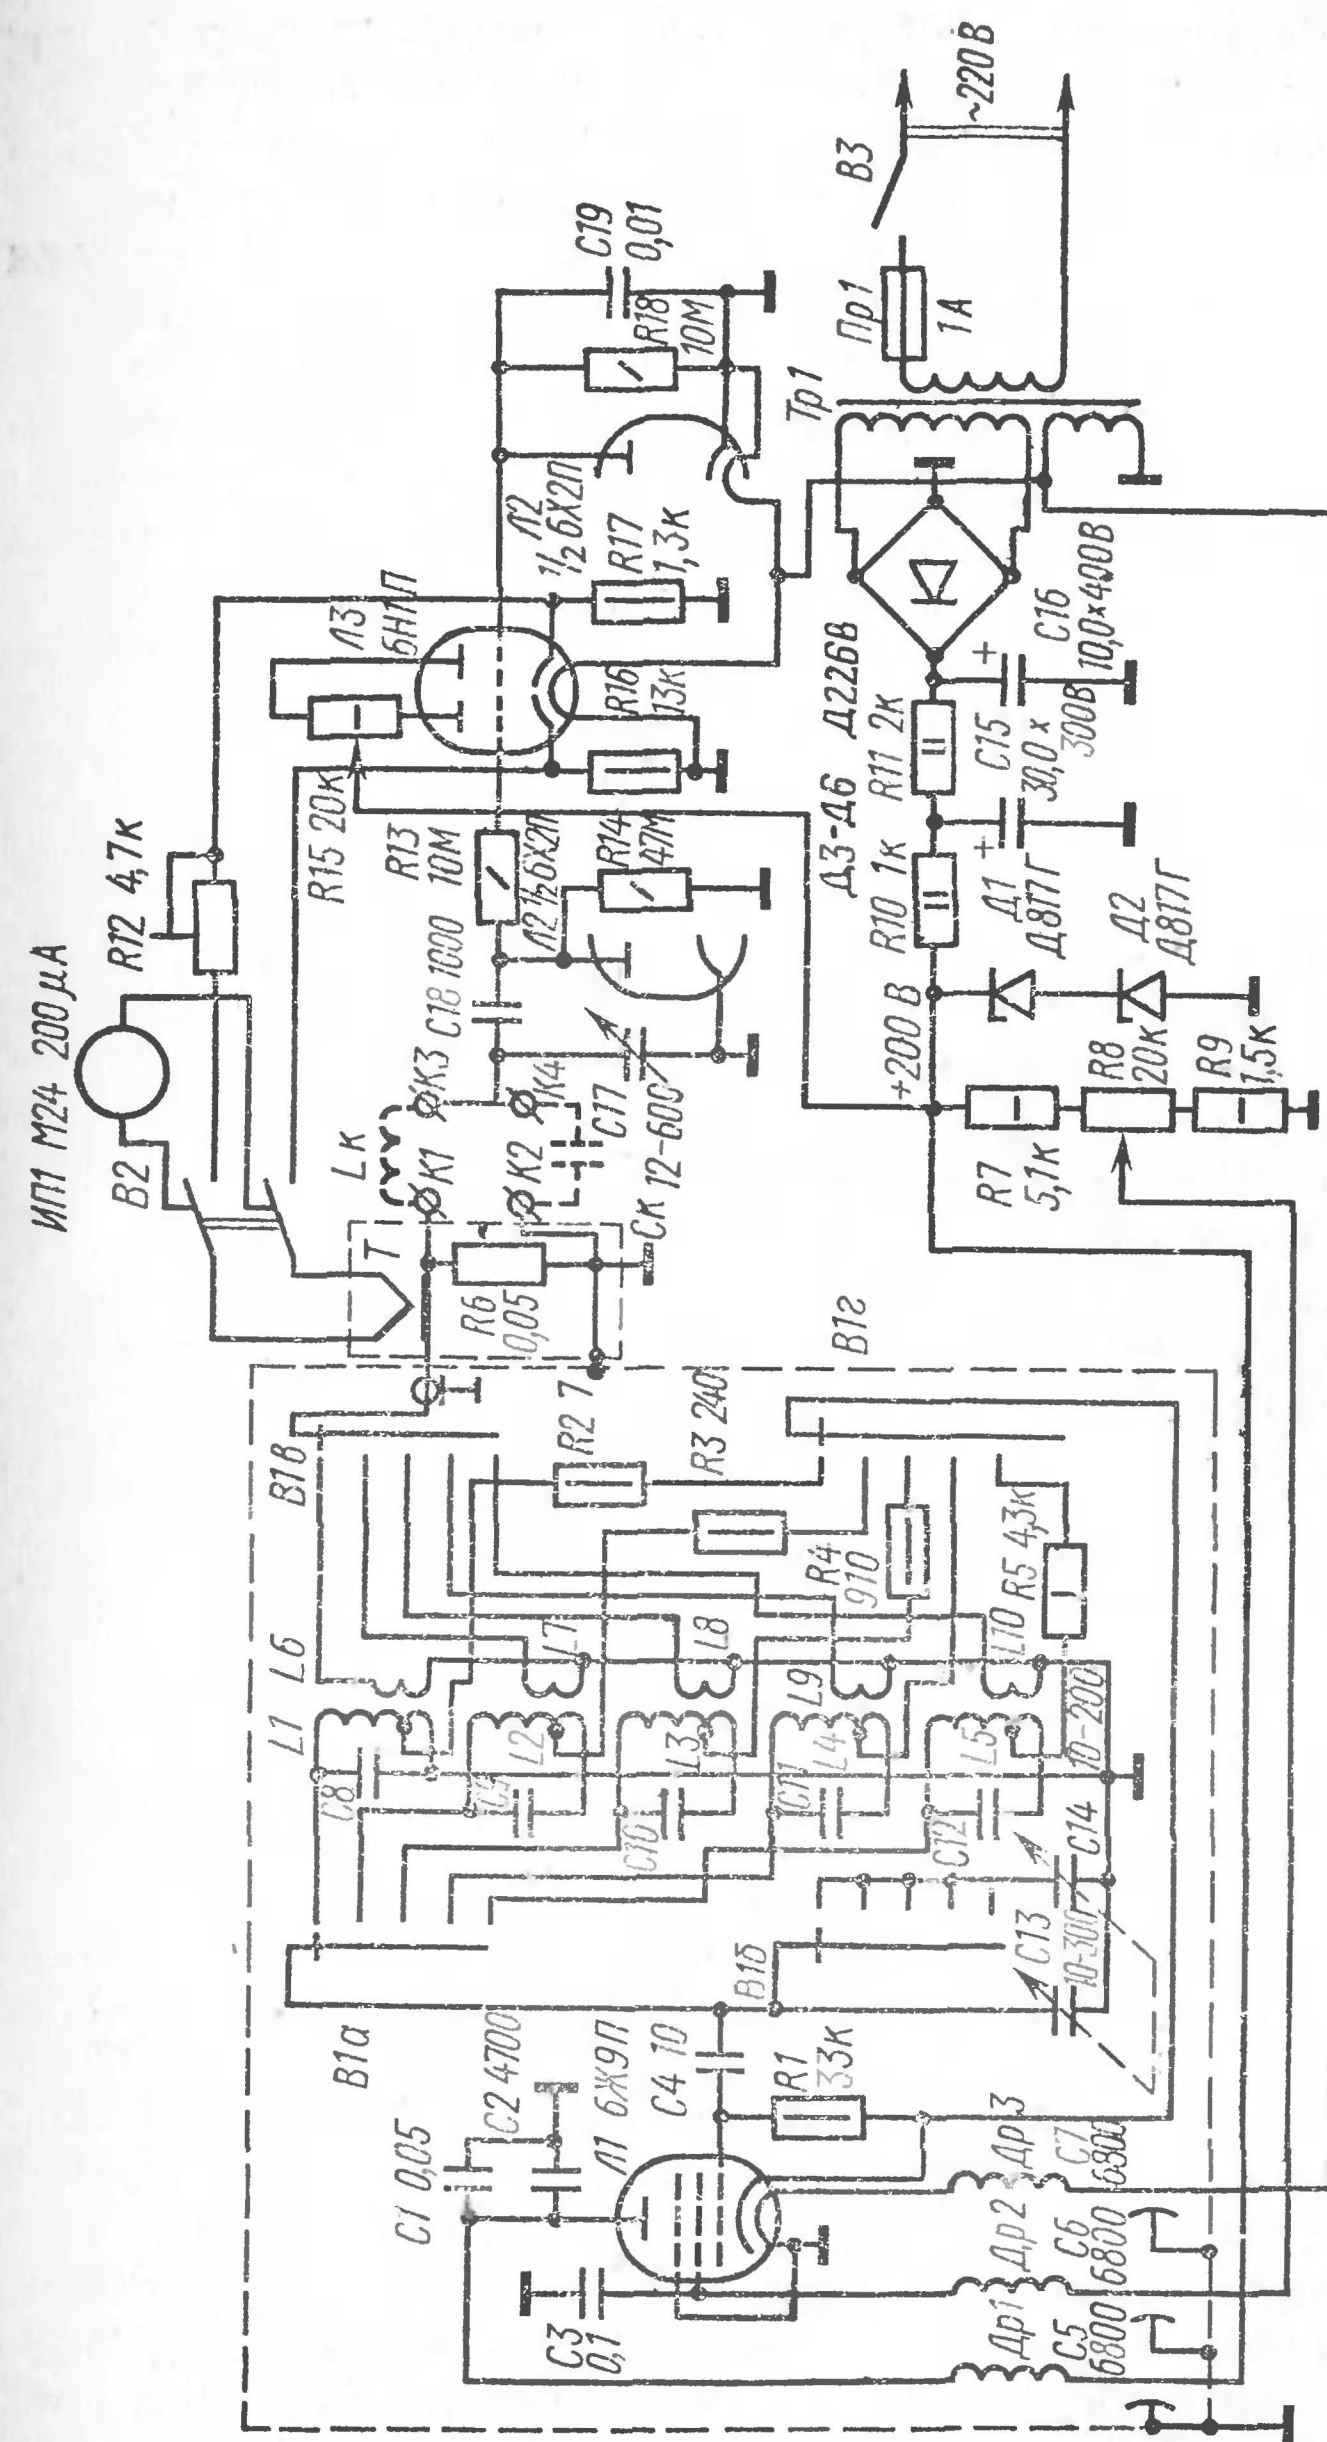 ИП1 М24 200 μА
В2
R12 4,7к
R15 20к
Л3
6Н1П
R13
10М
Л2
½ 6Х2П
R17
1,3к
R16
13к
R18
10М
С19
0,01
Lк
К1
К3
К2
К4
С18 1000
Л2 ½ 6Х2П
R14
47М
С17
12-600
Ск
Т
R6
0,05
В3
~220В
Пр1
1А
Тр1
Д3-Д6 Д226В
R11 2к
R10 1к
С16
10,0×400В
С15
30,0×
300В
+
+
Д1
Д817Г
Д2
Д817Г
+200 В
R7
5,1к
R8
20к
R9
1,5к
В1в
В1г
R2 7
R3 240
R4
910
R5 4,3к
L1
L6
L7
L8
L9
L10
L2
L3
L4
L5
С8
С9
С10
С11
С12
10-200
С14
С13
10-300
В1а
В1б
С1 0,05
С2 4700
Л1 6Ж9П
С4 10
R1
33к
С3
0,1
Др1
Др2
Др3
С5
6800
С6
6800
С7
6800